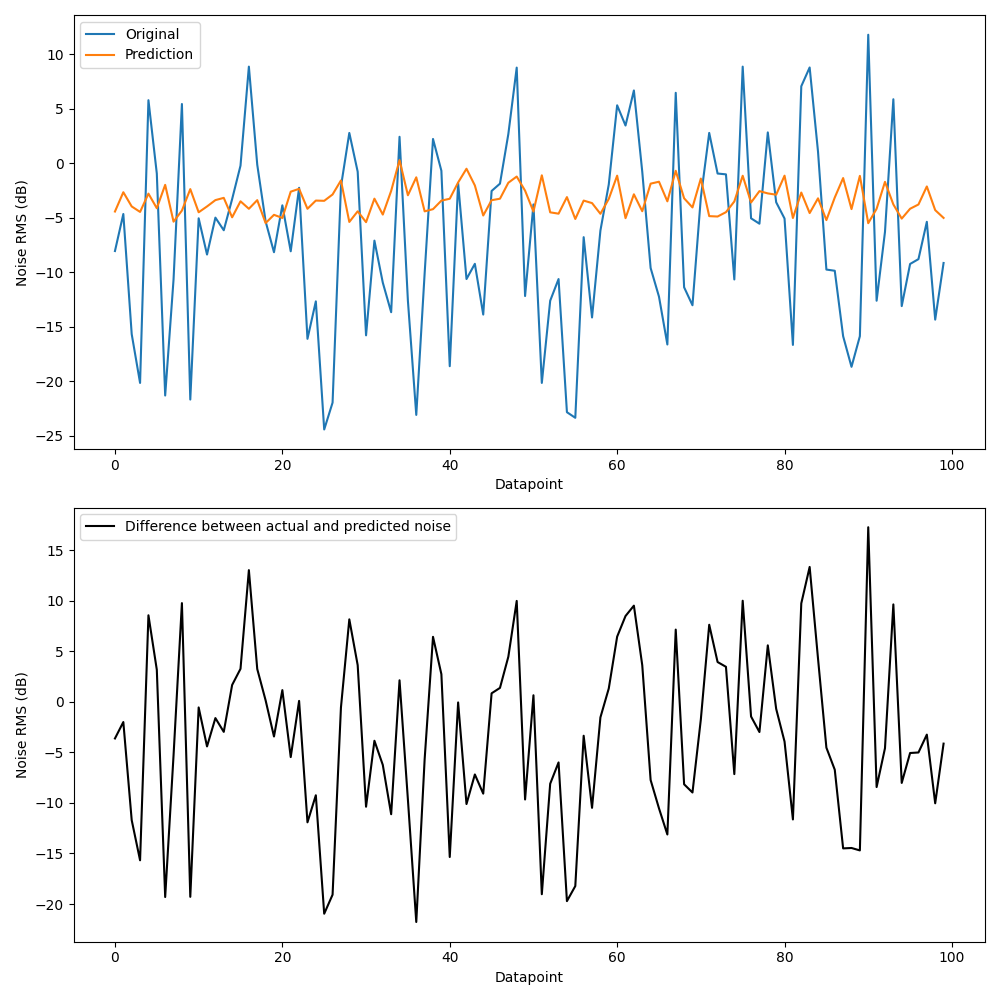 Original
Prediction
10
5
0
−5
−10
−15
−20
−25
Noise RMS (dB)
0 20 40 60 80 100
Datapoint
Difference between actual and predicted noise
15
10
5
0
−5
−10
−15
−20
Noise RMS (dB)
0 20 40 60 80 100
Datapoint